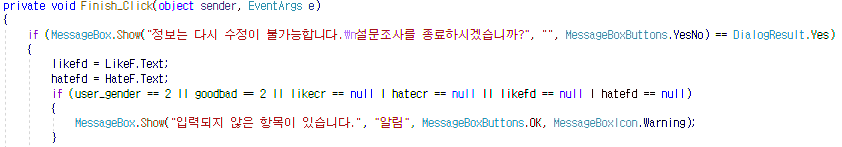 private void Finish_Click(object sender, EventArgs e)
{
if (MessageBox.Show("정보는 다시 수정이 불가능합니다.₩n설문조사를 종료하시겠습니까?", "", MessageBoxButtons.YesNo) == DialogResult.Yes)
{
likefd = LikeF.Text;
hatefd = HateF.Text;
if (user_gender == 2 || goodbad == 2 || likecr == null | hatecr == null || likefd == null | hatefd == null)
{
MessageBox.Show("입력되지 않은 항목이 있습니다.", "알림", MessageBoxButtons.OK, MessageBoxIcon.Warning);
}